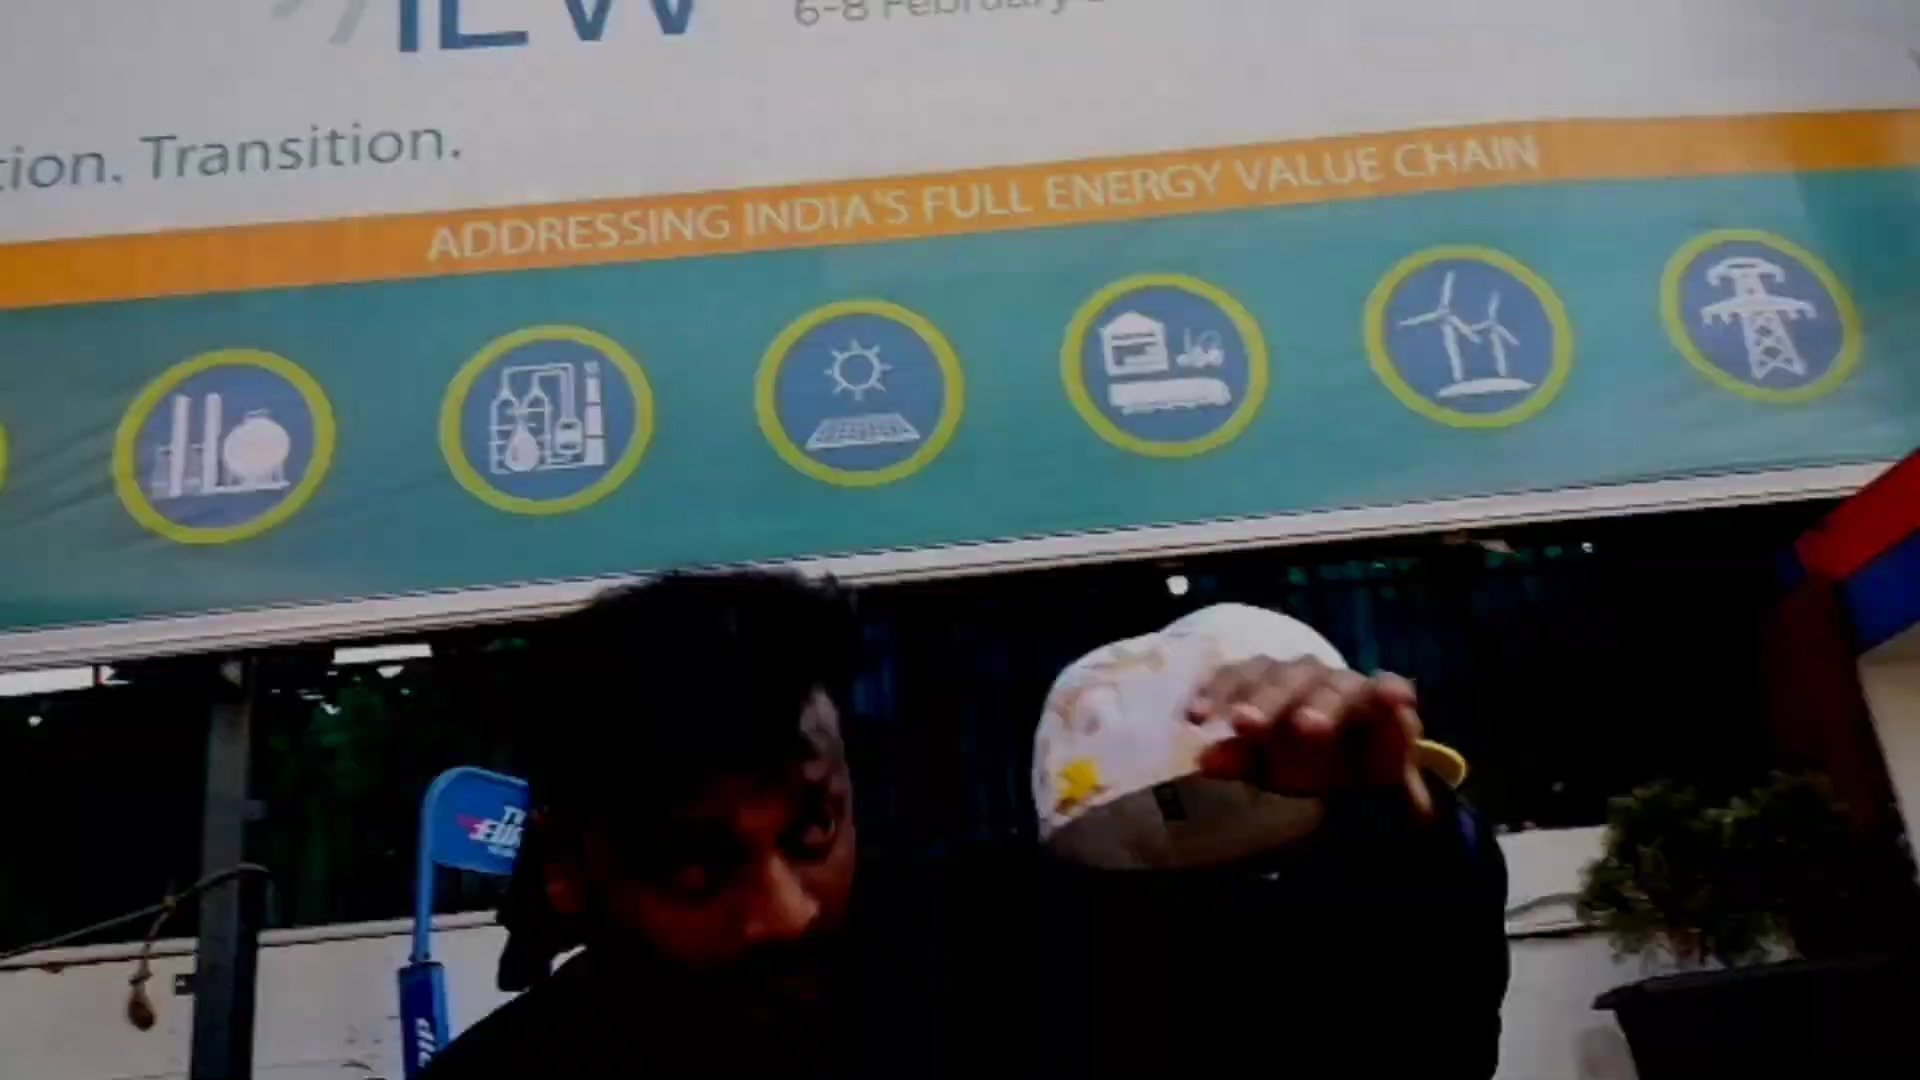 IEW
6-8 February
tion. Transition.
ADDRESSING INDIA'S FULL ENERGY VALUE CHAIN